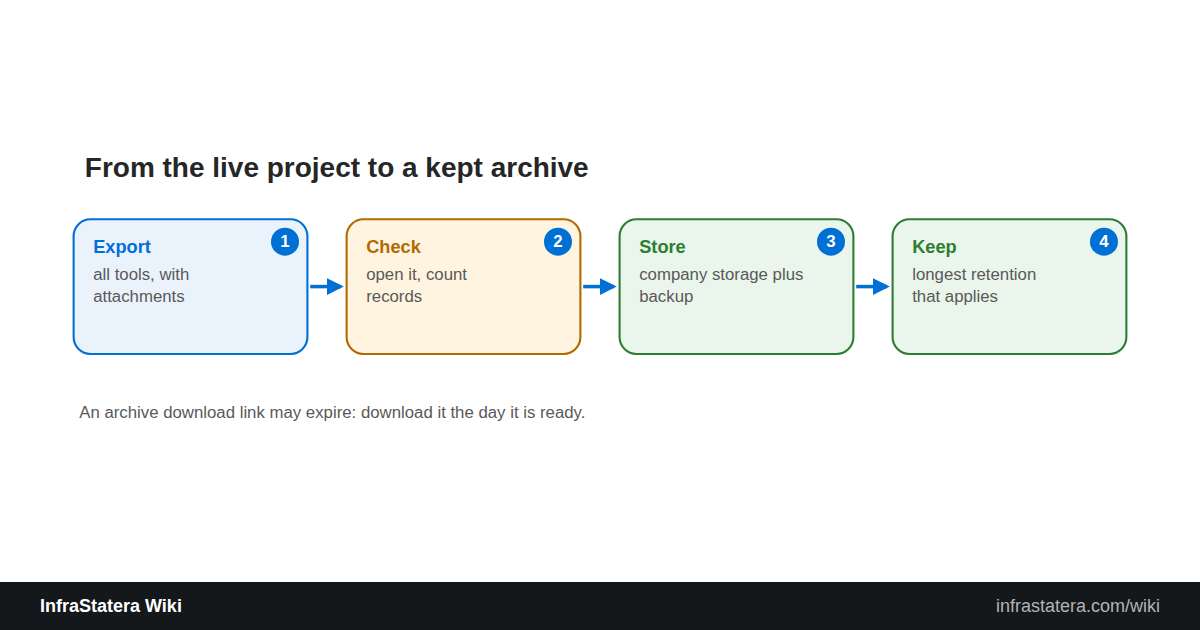 From the live project to a kept archive
Export
1
all tools, with
attachments
Check
2
open it, count
records
Store
3
company storage plus
backup
Keep
4
longest retention
that applies
An archive download link may expire: download it the day it is ready.
InfraStatera Wiki
infrastatera.com/wiki